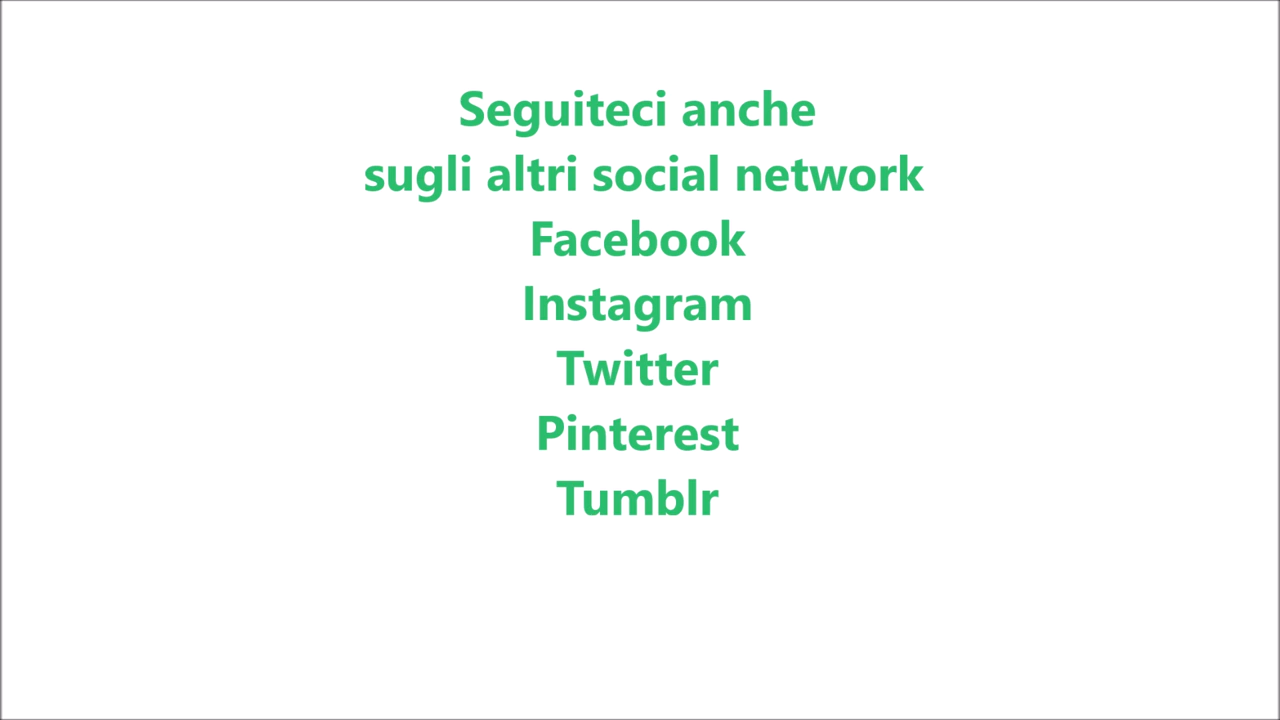 Seguiteci anche
sugli altri social network
Facebook
Instagram
Twitter
Pinterest
Tumblr